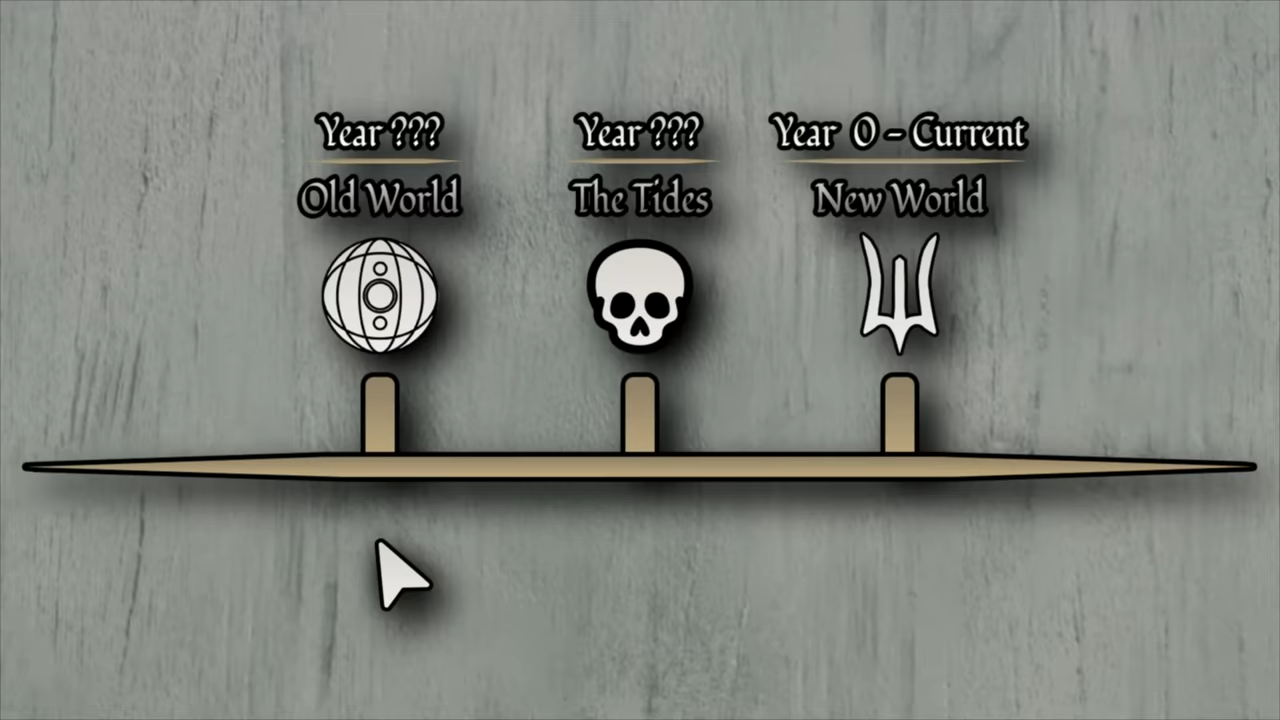 Year ???
Old World
Year ???
The Tides
Year 0 - Current
New World